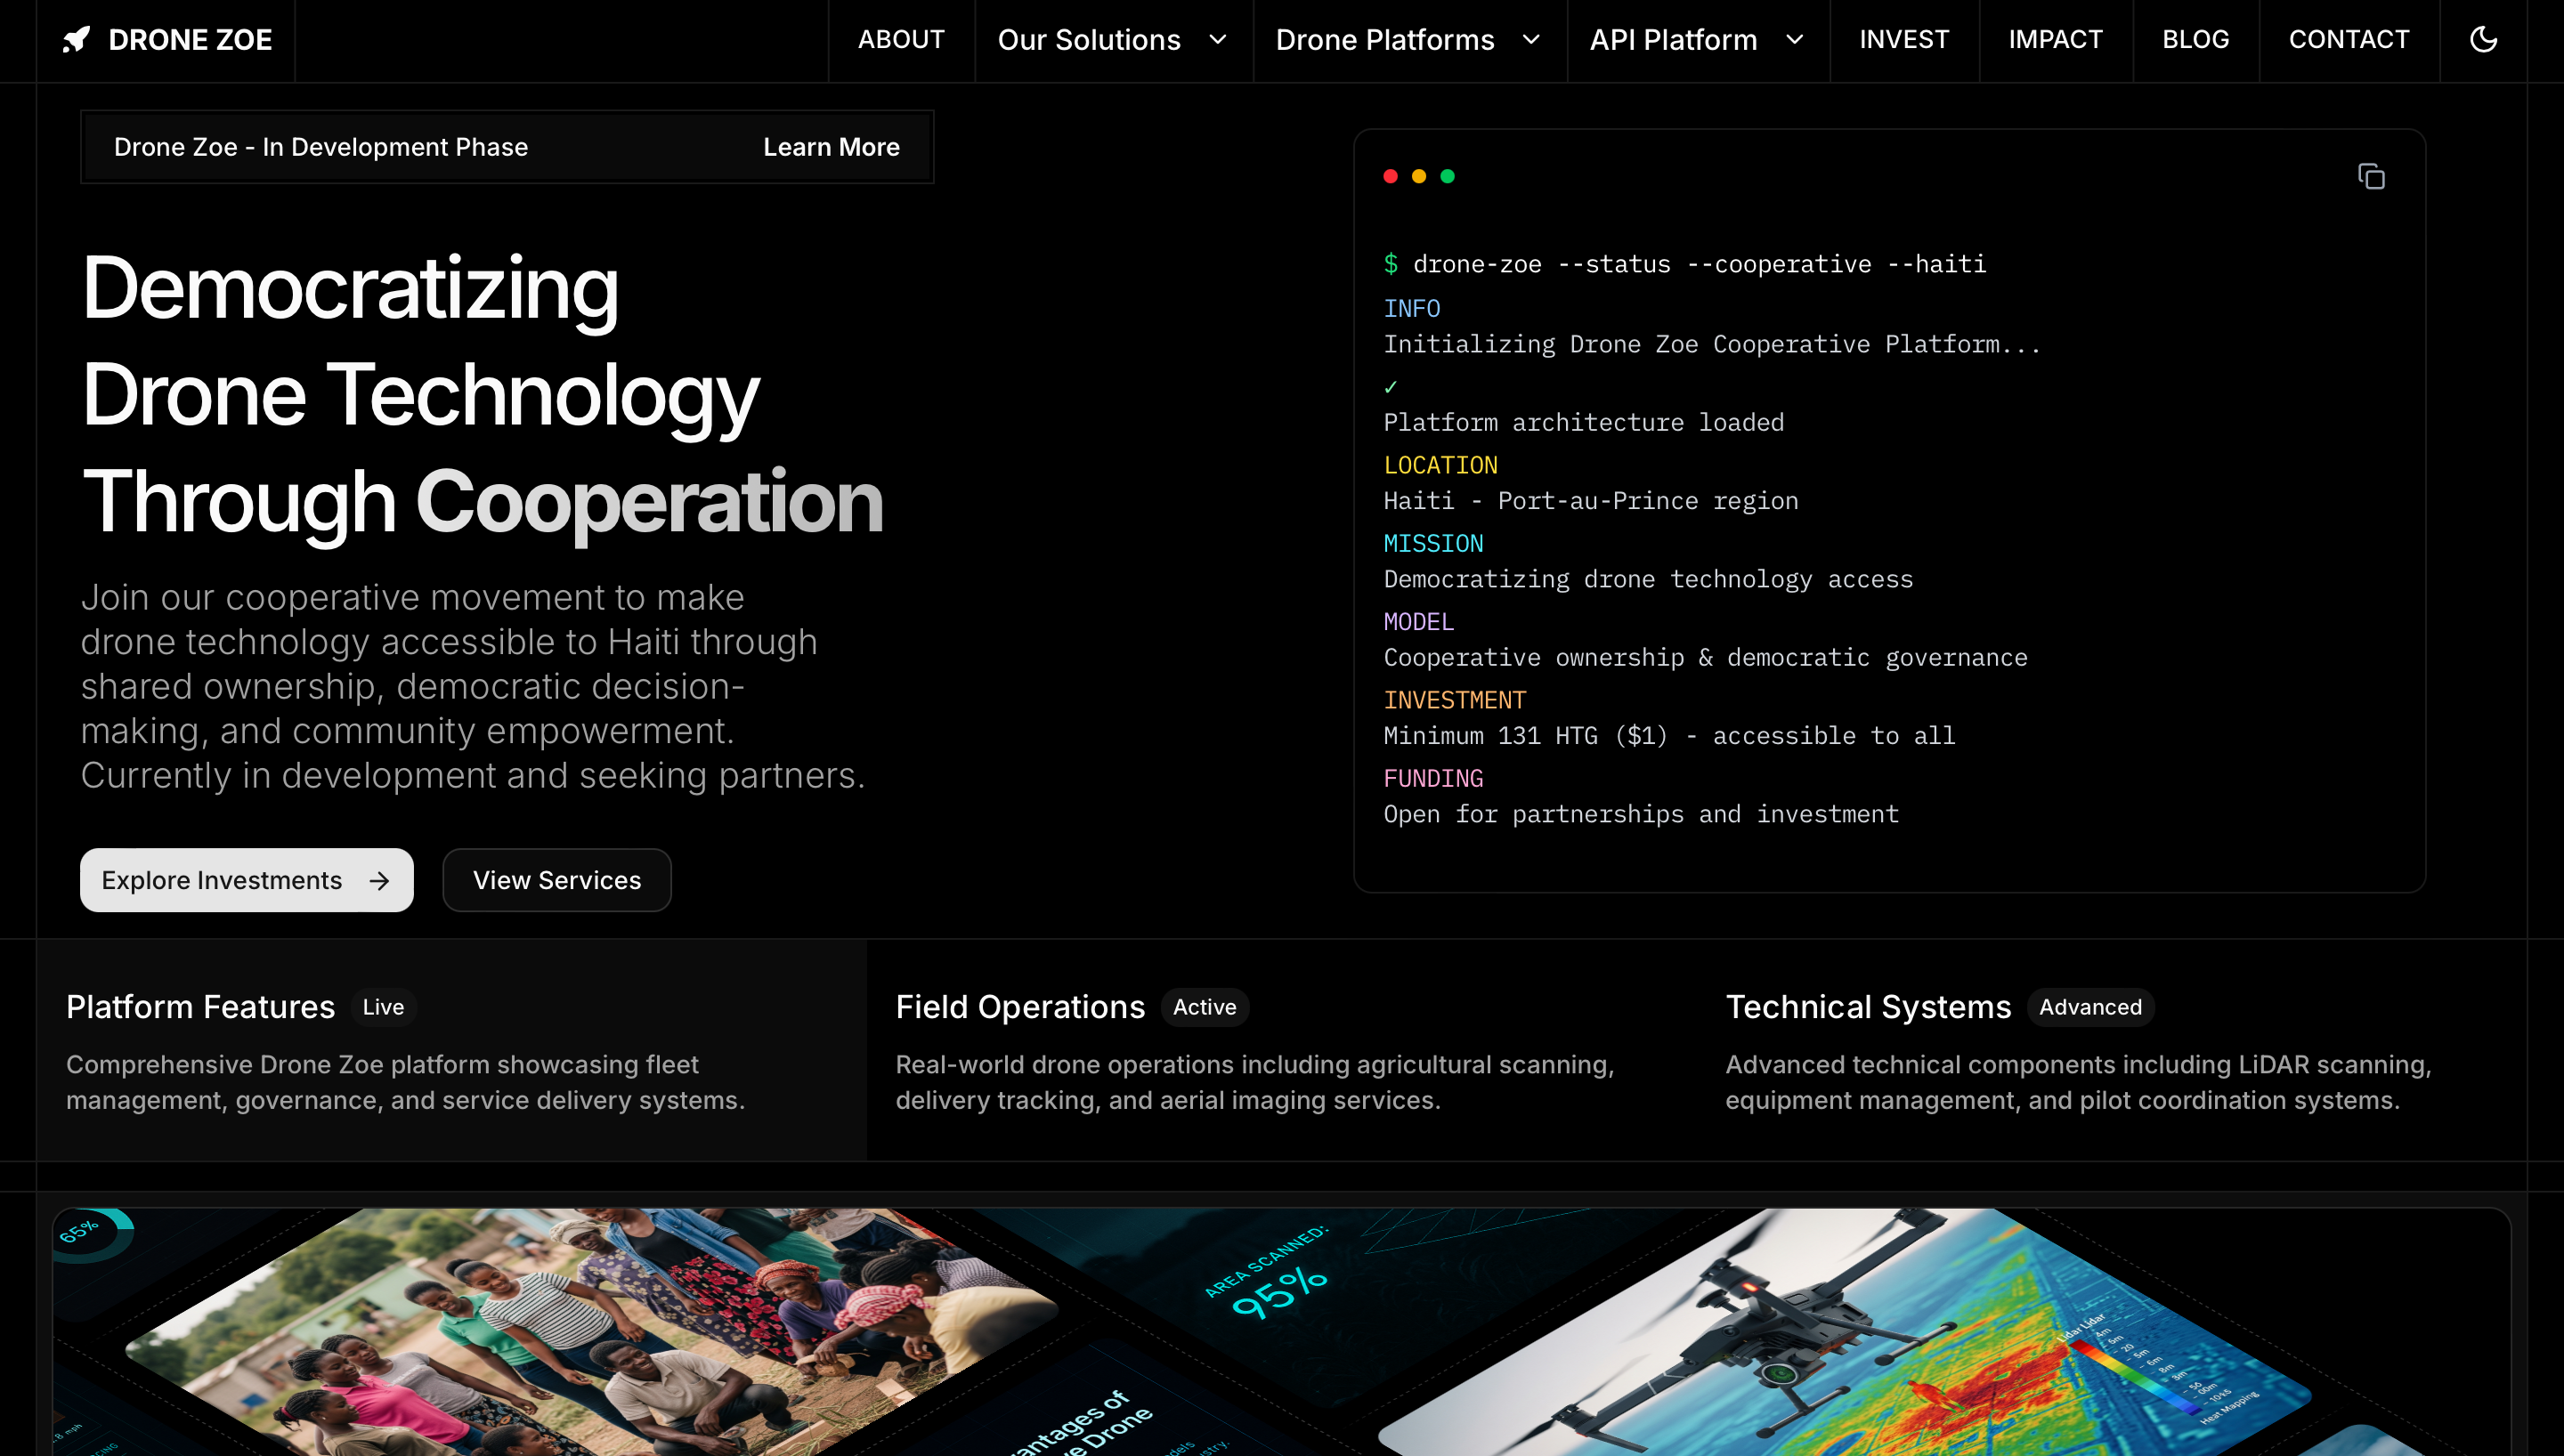 DRONE ZOE
ABOUT
Our Solutions
Drone Platforms
API Platform
INVEST
IMPACT
BLOG
CONTACT
Drone Zoe - In Development Phase
Learn More
Democratizing
Drone Technology
Through Cooperation
Join our cooperative movement to make
drone technology accessible to Haiti through
shared ownership, democratic decision-
making, and community empowerment.
Currently in development and seeking partners.
Explore Investments
View Services
$ drone-zoe --status --cooperative --haiti
INFO
Initializing Drone Zoe Cooperative Platform...
✓
Platform architecture loaded
LOCATION
Haiti - Port-au-Prince region
MISSION
Democratizing drone technology access
MODEL
Cooperative ownership & democratic governance
INVESTMENT
Minimum 131 HTG ($1) - accessible to all
FUNDING
Open for partnerships and investment
Platform Features
Live
Comprehensive Drone Zoe platform showcasing fleet
management, governance, and service delivery systems.
Field Operations
Active
Real-world drone operations including agricultural scanning,
delivery tracking, and aerial imaging services.
Technical Systems
Advanced
Advanced technical components including LiDAR scanning,
equipment management, and pilot coordination systems.
65%
AREA SCANNED:
95%
Lidar Lidar
Heat Mapping
of
Drone